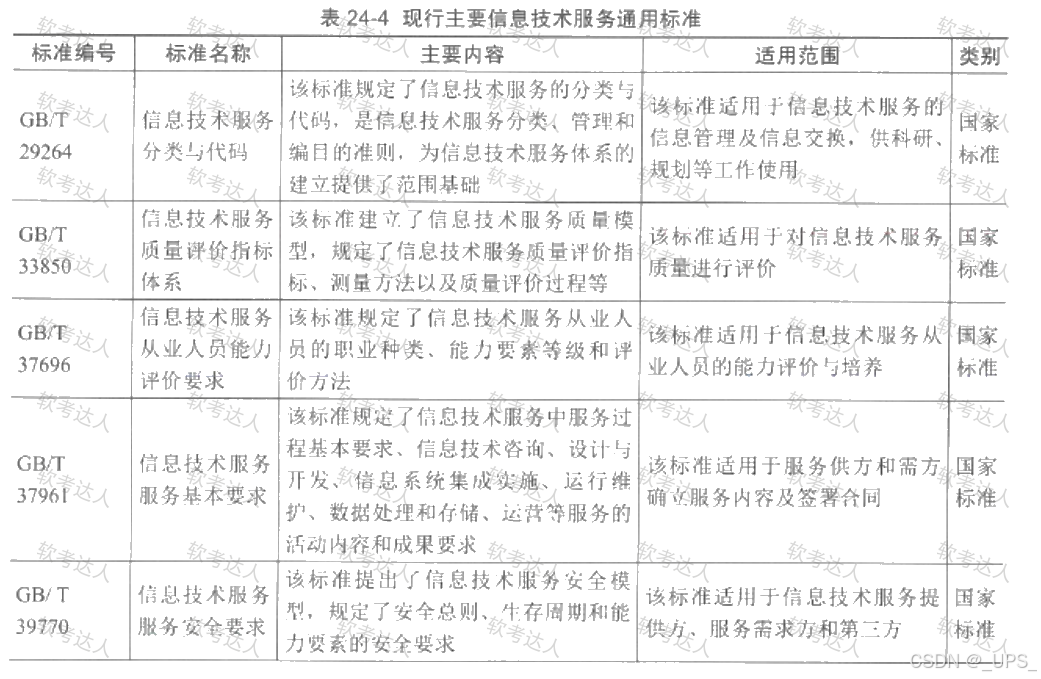 表 24-4 现行主要信息技术服务通用标准
标准编号 标准名称 主要内容 适用范围 类别
GB/T
29264
信息技术服务
分类与代码
该标准规定了信息技术服务的分类与
代码，是信息技术服务分类、管理和
编目的准则，为信息技术服务体系的
建立提供了范围基础
该标准适用于信息技术服务的
信息管理及信息交换，供科研、
规划等工作使用
国家
标准
GB/T
33850
信息技术服务
质量评价指标
体系
该标准建立了信息技术服务质量模
型，规定了信息技术服务质量评价指
标、测量方法以及质量评价过程等
该标准适用于对信息技术服务
质量进行评价
国家
标准
GB/T
37696
信息技术服务
从业人员能力
评价要求
该标准规定了信息技术服务从业人
员的职业种类、能力要素等级和评
价方法
该标准适用于信息技术服务从
业人员的能力评价与培养
国家
标准
GB/T
37961
信息技术服务
服务基本要求
该标准规定了信息技术服务中服务过
程基本要求、信息技术咨询、设计与
开发、信息系统集成实施、运行维
护、数据处理和存储、运营等服务的
活动内容和成果要求
该标准适用于服务供方和需方
确立服务内容及签署合同
国家
标准
GB/ T
39770
信息技术服务
服务安全要求
该标准提出了信息技术服务安全模
型，规定了安全总则、生存周期和能
力要素的安全要求
该标准适用于信息技术服务提
供方、服务需求方和第三方
国家
标准
软考达人
CSDN @_UPS_